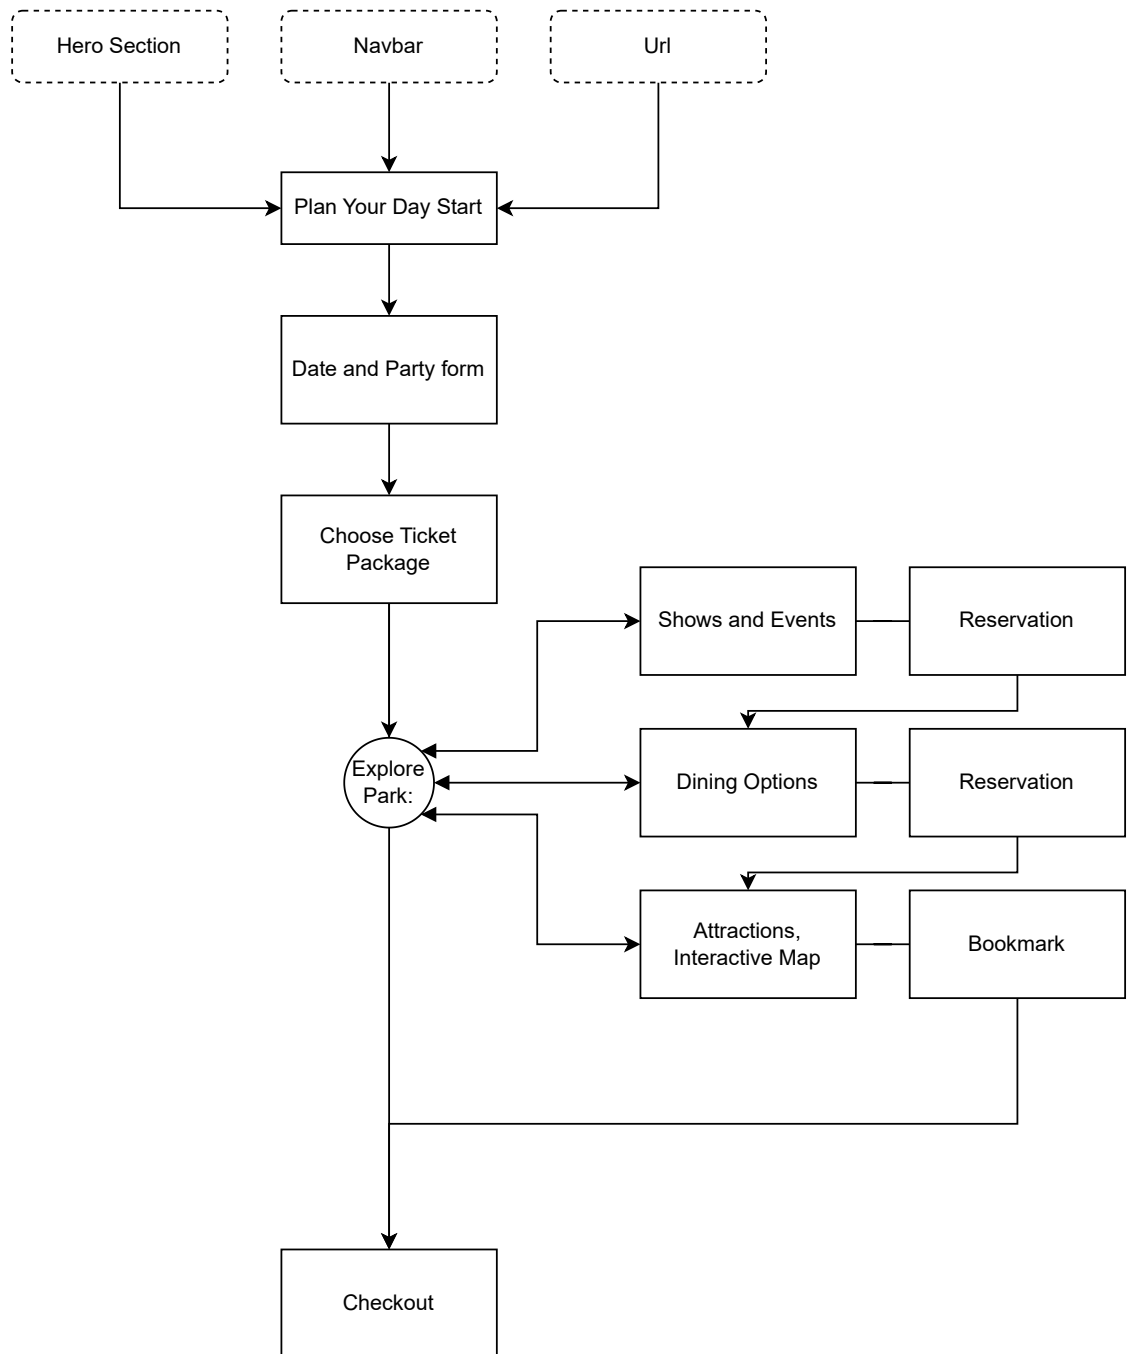 Hero Section
Navbar
Url
Plan Your Day Start
Date and Party form
Choose Ticket
Package
Shows and Events
Reservation
Explore
Park:
Dining Options
Reservation
Attractions,
Interactive Map
Bookmark
Checkout